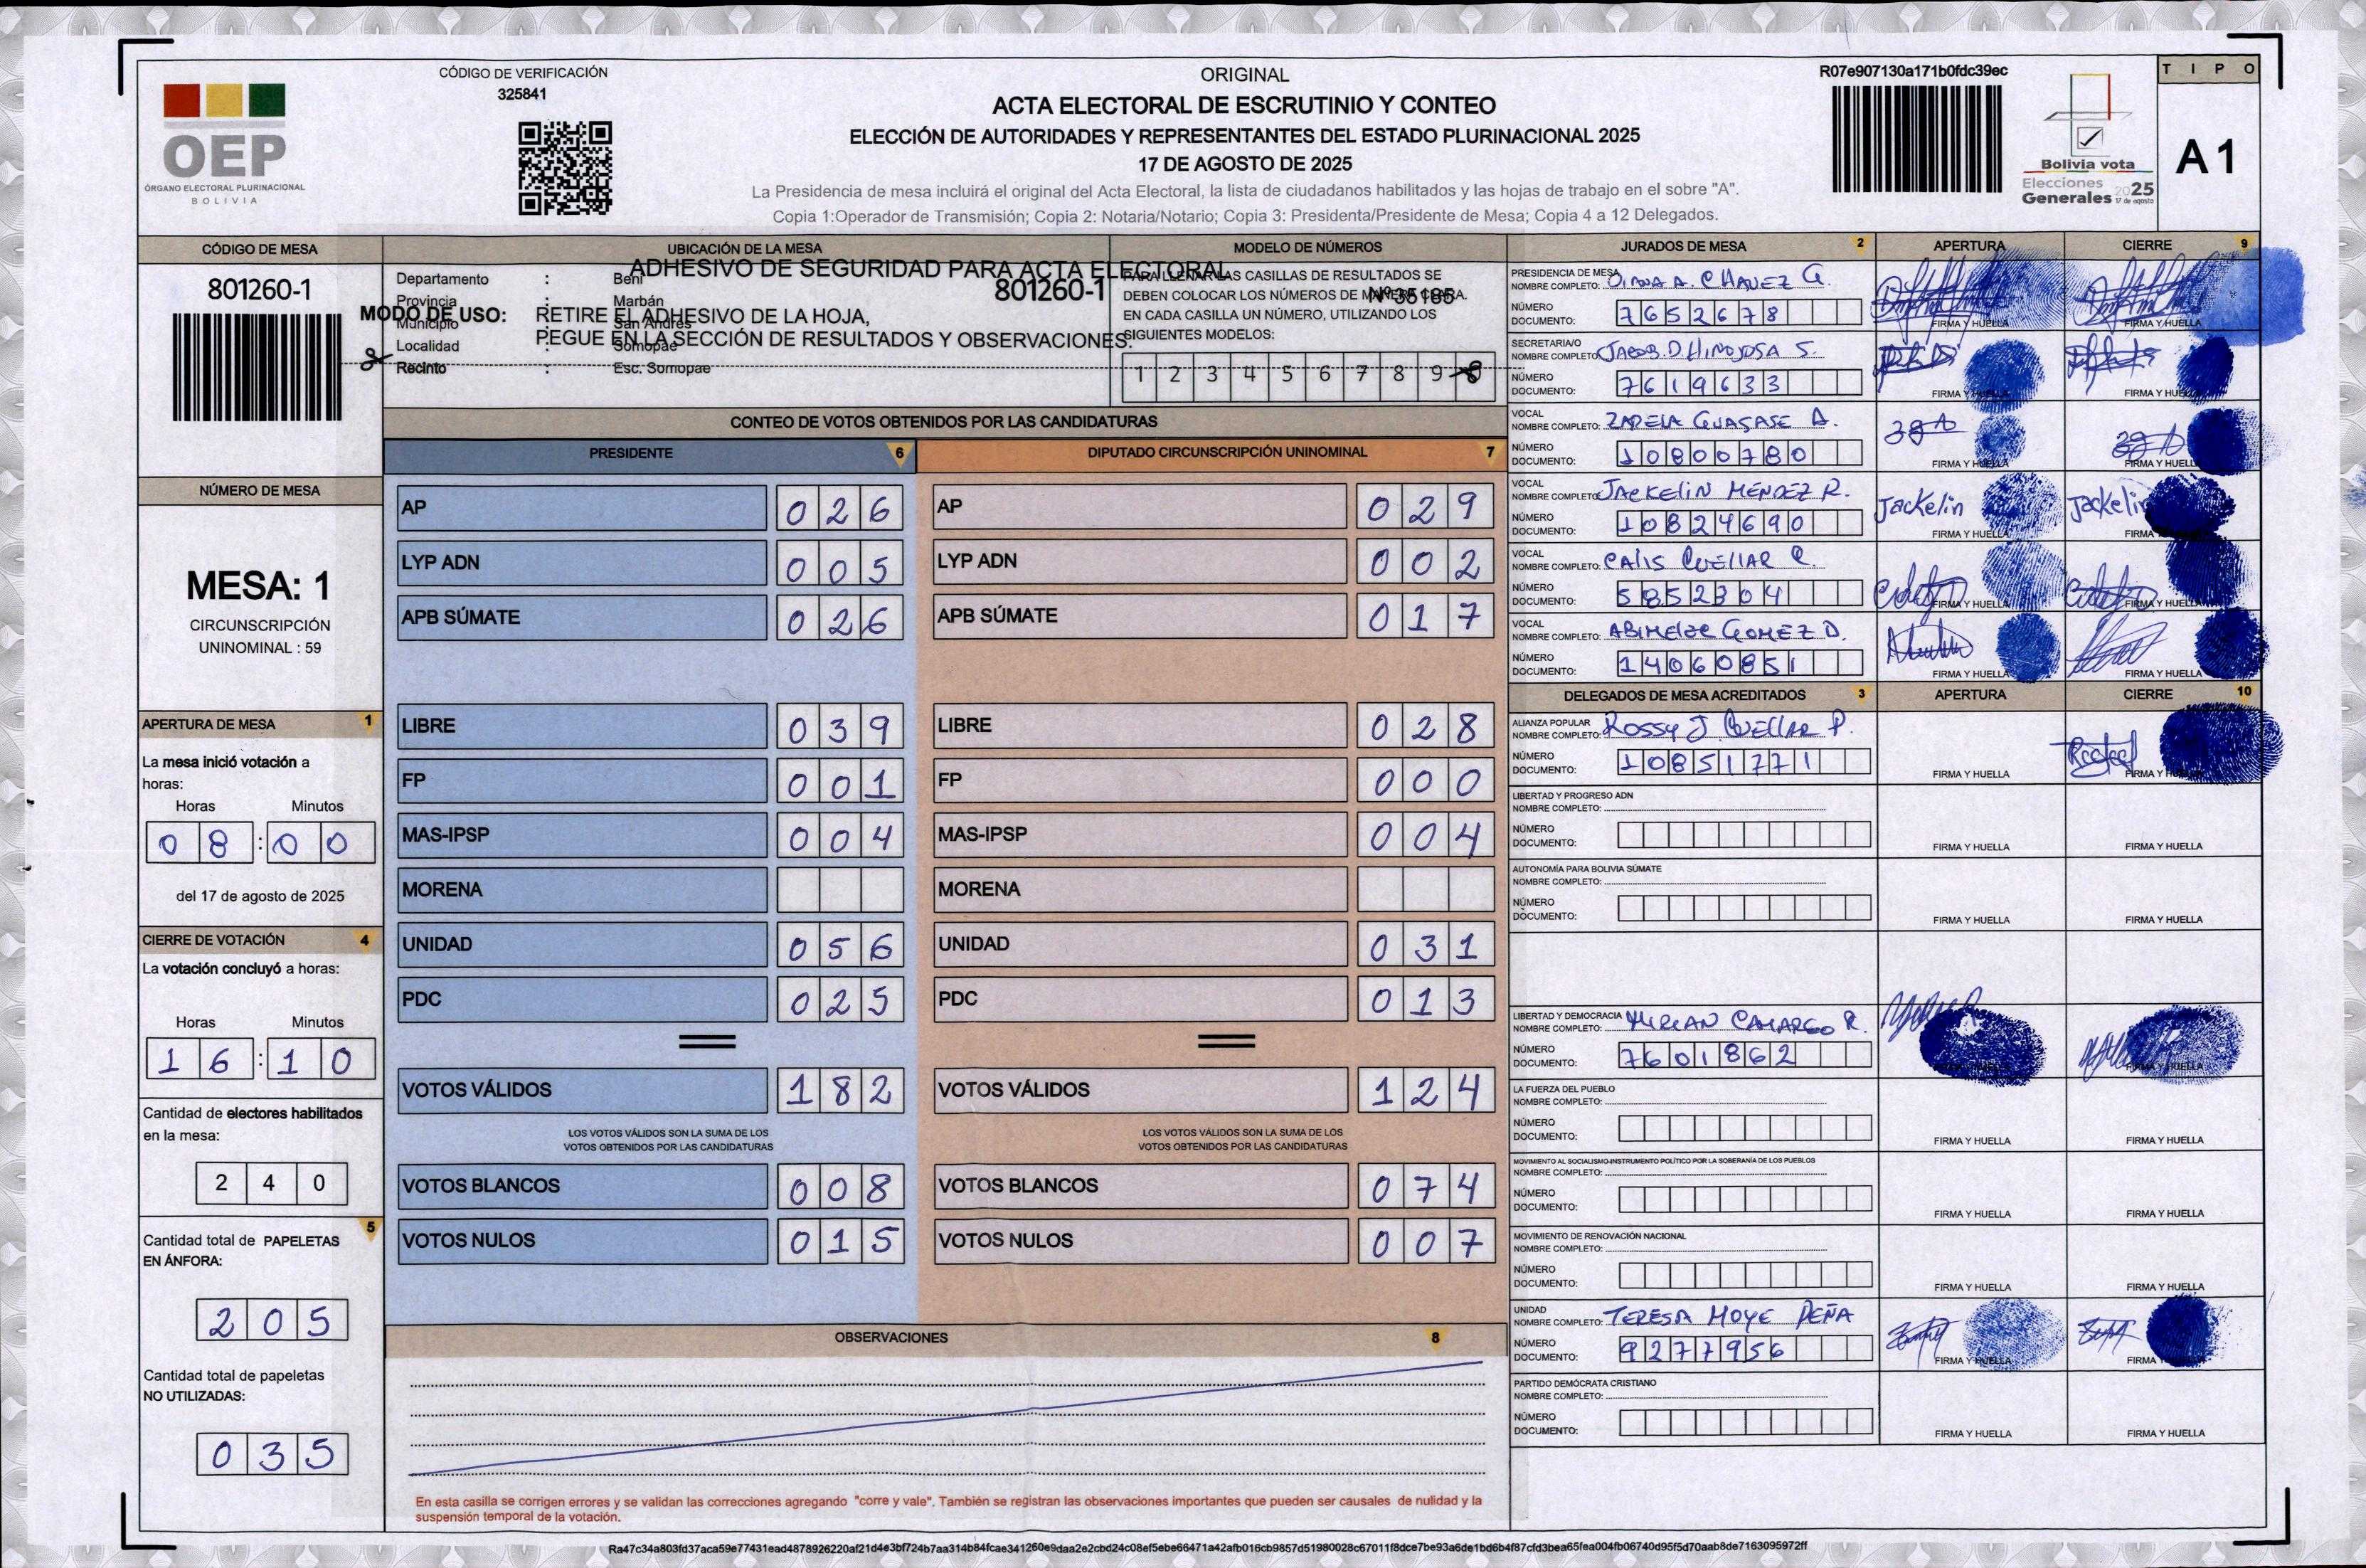 CÓDIGO DE VERIFICACIÓN
325841
OEP
ÓRGANO ELECTORAL PLURINACIONAL
BOLIVIA
ORIGINAL
ACTA ELECTORAL DE ESCRUTINIO Y CONTEO
ELECCIÓN DE AUTORIDADES Y REPRESENTANTES DEL ESTADO PLURINACIONAL 2025
17 DE AGOSTO DE 2025
La Presidencia de mesa incluirá el original del Acta Electoral, la lista de ciudadanos habilitados y las hojas de trabajo en el sobre "A".
Copia 1:Operador de Transmisión; Copia 2: Notaria/Notario; Copia 3: Presidenta/Presidente de Mesa; Copia 4 a 12 Delegados.
R07e907130a171b0fdc39ec
Bolivia vota
Elecciones 2025
Generales 17 de agosto
TIPO
A1
CÓDIGO DE MESA
801260-1
NÚMERO DE MESA
MESA: 1
CIRCUNSCRIPCIÓN
UNINOMINAL : 59
APERTURA DE MESA 1
La mesa inició votación a
horas:
Horas Minutos
08:00
del 17 de agosto de 2025
CIERRE DE VOTACIÓN 4
La votación concluyó a horas:
Horas Minutos
16:10
Cantidad de electores habilitados
en la mesa:
240
5
Cantidad total de PAPELETAS
EN ÁNFORA:
205
Cantidad total de papeletas
NO UTILIZADAS:
035
UBICACIÓN DE LA MESA
Departamento : Beni
Provincia : Marbán
Municipio : San Andrés
Localidad : Somopae
Recinto : Esc. Somopae
ADHESIVO DE SEGURIDAD PARA ACTA ELECTORAL
801260-1
Nº 35185
MODO DE USO: RETIRE EL ADHESIVO DE LA HOJA,
PEGUE EN LA SECCIÓN DE RESULTADOS Y OBSERVACIONES.
MODELO DE NÚMEROS
PARA LLENAR LAS CASILLAS DE RESULTADOS SE
DEBEN COLOCAR LOS NÚMEROS DE MANERA CLARA.
EN CADA CASILLA UN NÚMERO, UTILIZANDO LOS
SIGUIENTES MODELOS:
1 2 3 4 5 6 7 8 9 0
CONTEO DE VOTOS OBTENIDOS POR LAS CANDIDATURAS
PRESIDENTE 6
AP 026
LYP ADN 005
APB SÚMATE 026
LIBRE 039
FP 001
MAS-IPSP 004
MORENA
UNIDAD 056
PDC 025
VOTOS VÁLIDOS 182
LOS VOTOS VÁLIDOS SON LA SUMA DE LOS
VOTOS OBTENIDOS POR LAS CANDIDATURAS
VOTOS BLANCOS 008
VOTOS NULOS 015
DIPUTADO CIRCUNSCRIPCIÓN UNINOMINAL 7
AP 029
LYP ADN 002
APB SÚMATE 017
LIBRE 028
FP 000
MAS-IPSP 004
MORENA
UNIDAD 031
PDC 013
VOTOS VÁLIDOS 124
LOS VOTOS VÁLIDOS SON LA SUMA DE LOS
VOTOS OBTENIDOS POR LAS CANDIDATURAS
VOTOS BLANCOS 074
VOTOS NULOS 007
OBSERVACIONES 8
En esta casilla se corrigen errores y se validan las correcciones agregando "corre y vale". También se registran las observaciones importantes que pueden ser causales de nulidad y la
suspensión temporal de la votación.
JURADOS DE MESA 2 APERTURA CIERRE 9
PRESIDENCIA DE MESA
NOMBRE COMPLETO: A. CHAVEZ G.
NÚMERO
DOCUMENTO: 7652678
FIRMA Y HUELLA FIRMA Y HUELLA
SECRETARIA/O
NOMBRE COMPLETO: JACOB. D HINOJOSA S.
NÚMERO
DOCUMENTO: 7619633
FIRMA Y HUELLA FIRMA Y HUELLA
VOCAL
NOMBRE COMPLETO: GUASASE A.
NÚMERO
DOCUMENTO: 10800780
FIRMA Y HUELLA FIRMA Y HUELLA
VOCAL
NOMBRE COMPLETO: JACKELIN MÉNDEZ R.
NÚMERO
DOCUMENTO: 10824690
Jackelin Jackelin
FIRMA Y HUELLA FIRMA
VOCAL
NOMBRE COMPLETO: CALIS CUELLAR
NÚMERO
DOCUMENTO: 5852304
FIRMA Y HUELLA FIRMA Y HUELLA
VOCAL
NOMBRE COMPLETO: GOMEZ D.
NÚMERO
DOCUMENTO: 14060851
FIRMA Y HUELLA FIRMA Y HUELLA
DELEGADOS DE MESA ACREDITADOS 3 APERTURA CIERRE 10
ALIANZA POPULAR
NOMBRE COMPLETO: ROSSY J CUELLAR P.
NÚMERO
DOCUMENTO: 10851771
FIRMA Y HUELLA FIRMA Y HUELLA
LIBERTAD Y PROGRESO ADN
NOMBRE COMPLETO:
NÚMERO
DOCUMENTO:
FIRMA Y HUELLA FIRMA Y HUELLA
AUTONOMÍA PARA BOLIVIA SÚMATE
NOMBRE COMPLETO:
NÚMERO
DOCUMENTO:
FIRMA Y HUELLA FIRMA Y HUELLA
LIBERTAD Y DEMOCRACIA
NOMBRE COMPLETO: MIRIAN CAMARGO R.
NÚMERO
DOCUMENTO: 7601862
FIRMA Y HUELLA
LA FUERZA DEL PUEBLO
NOMBRE COMPLETO:
NÚMERO
DOCUMENTO:
FIRMA Y HUELLA FIRMA Y HUELLA
MOVIMIENTO AL SOCIALISMO-INSTRUMENTO POLÍTICO POR LA SOBERANÍA DE LOS PUEBLOS
NOMBRE COMPLETO:
NÚMERO
DOCUMENTO:
FIRMA Y HUELLA FIRMA Y HUELLA
MOVIMIENTO DE RENOVACIÓN NACIONAL
NOMBRE COMPLETO:
NÚMERO
DOCUMENTO:
FIRMA Y HUELLA FIRMA Y HUELLA
UNIDAD
NOMBRE COMPLETO: TERESA MOYE PEÑA
NÚMERO
DOCUMENTO: 9277956
FIRMA Y HUELLA FIRMA
PARTIDO DEMÓCRATA CRISTIANO
NOMBRE COMPLETO:
NÚMERO
DOCUMENTO:
FIRMA Y HUELLA FIRMA Y HUELLA